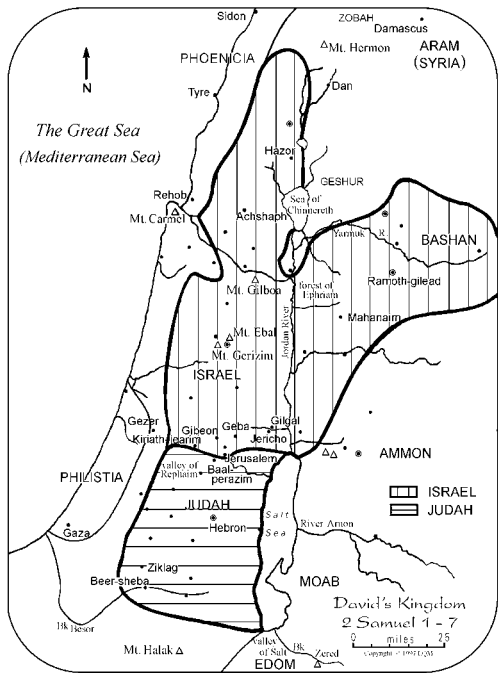 Sidon
ZOBAH
Damascus
Mt. Hermon
ARAM
(SYRIA)
PHOENICIA
N
Tyre
Dan
The Great Sea
(Mediterranean Sea)
Hazor
GESHUR
Rehob
Sea of
Chinnereth
Mt. Carmel
Achshaph
Yarmuk R.
BASHAN
Mt. Gilboa
forest of
Ephraim
Ramoth-gilead
Mahanaim
Mt. Ebal
Mt. Gerizim
Jordan River
ISRAEL
Gezer
Kiriath-jearim
Gibeon
Geba
Gilgal
Jericho
Jerusalem
AMMON
PHILISTIA
valley of
Rephaim
Baal-
perazim
ISRAEL
JUDAH
JUDAH
Hebron
Salt
Sea
River Arnon
Gaza
Ziklag
Beer-sheba
MOAB
Bk Besor
David's Kingdom
2 Samuel 1 - 7
0 miles 25
Mt. Halak
valley
of Salt
EDOM
Bk Zered